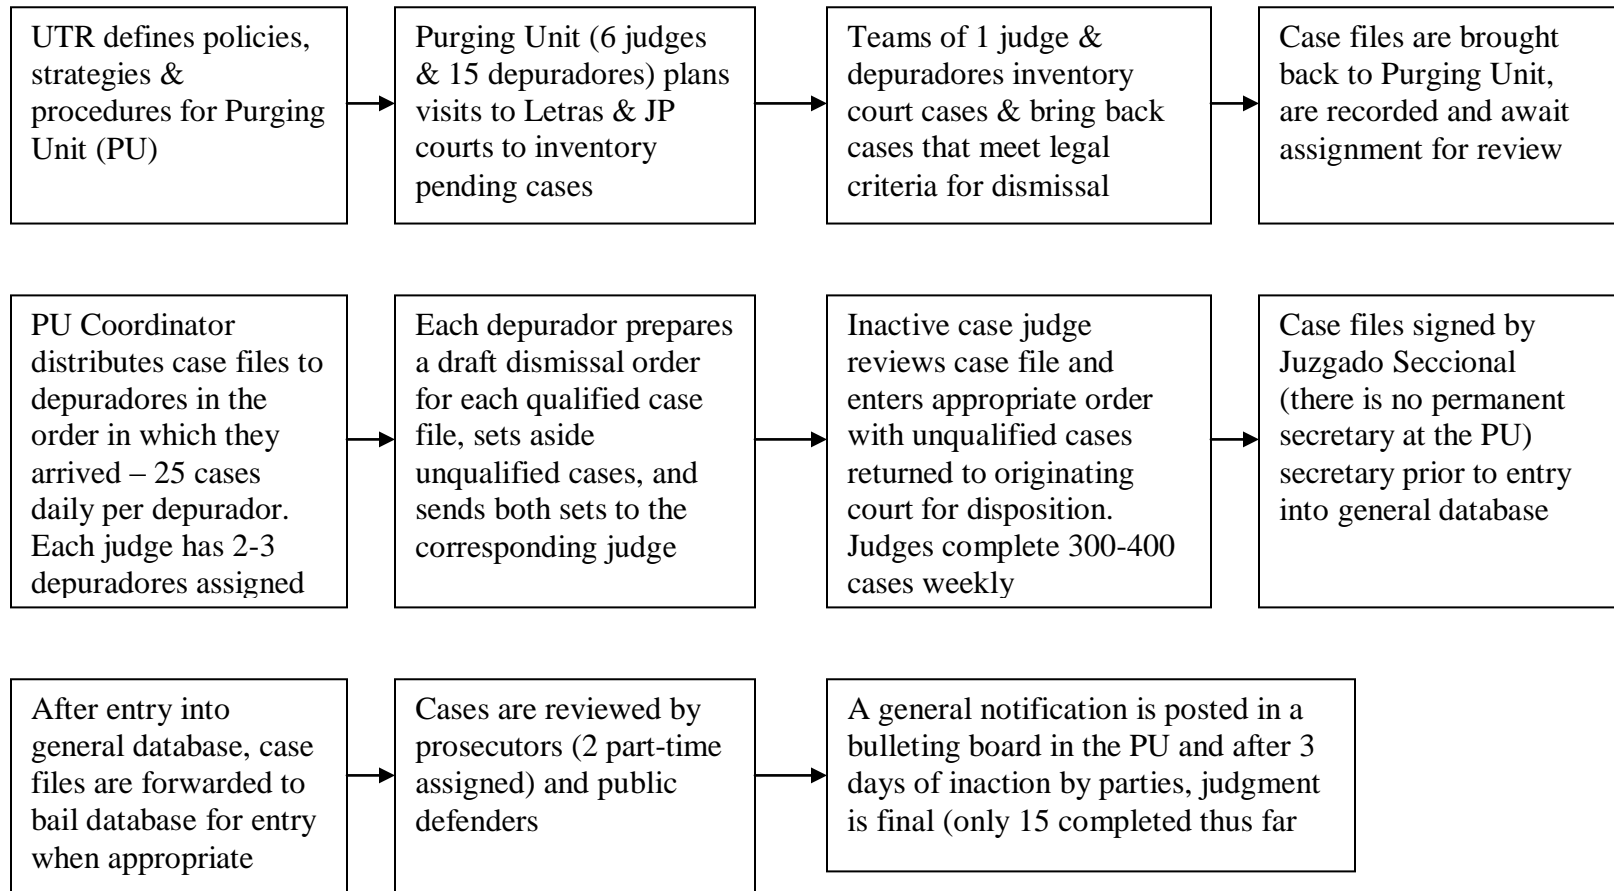 UTR defines policies,
strategies &
procedures for Purging
Unit (PU)
Purging Unit (6 judges
& 15 depuradores) plans
visits to Letras & JP
courts to inventory
pending cases
Teams of 1 judge &
depuradores inventory
court cases & bring back
cases that meet legal
criteria for dismissal
Case files are brought
back to Purging Unit,
are recorded and await
assignment for review
PU Coordinator
distributes case files to
depuradores in the
order in which they
arrived – 25 cases
daily per depurador.
Each judge has 2-3
depuradores assigned
Each depurador prepares
a draft dismissal order
for each qualified case
file, sets aside
unqualified cases, and
sends both sets to the
corresponding judge
Inactive case judge
reviews case file and
enters appropriate order
with unqualified cases
returned to originating
court for disposition.
Judges complete 300-400
cases weekly
Case files signed by
Juzgado Seccional
(there is no permanent
secretary at the PU)
secretary prior to entry
into general database
After entry into
general database, case
files are forwarded to
bail database for entry
when appropriate
Cases are reviewed by
prosecutors (2 part-time
assigned) and public
defenders
A general notification is posted in a
bulleting board in the PU and after 3
days of inaction by parties, judgment
is final (only 15 completed thus far